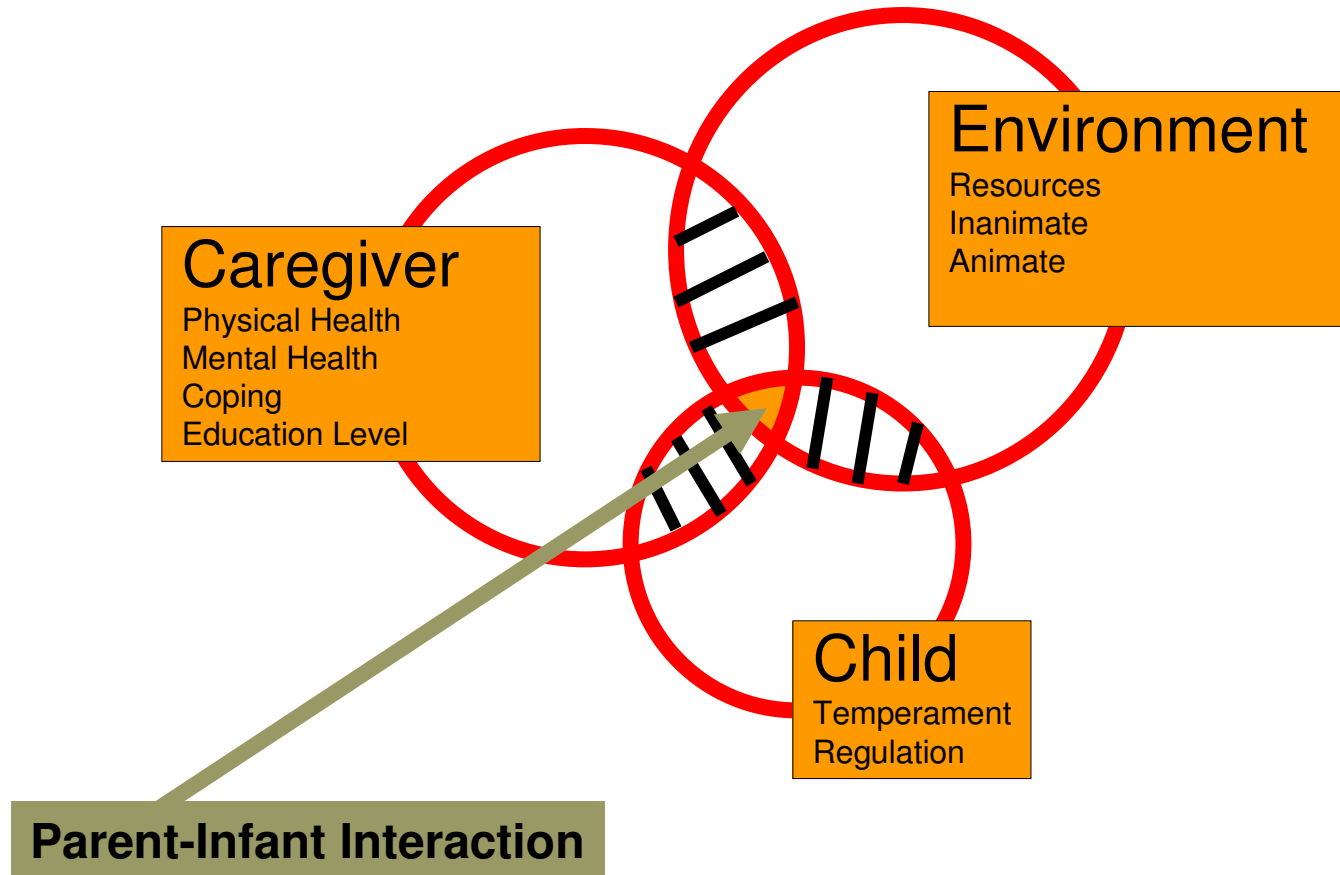 Environment
Resources
Inanimate
Animate
Caregiver
Physical Health
Mental Health
Coping
Education Level
Child
Temperament
Regulation
Parent-Infant Interaction